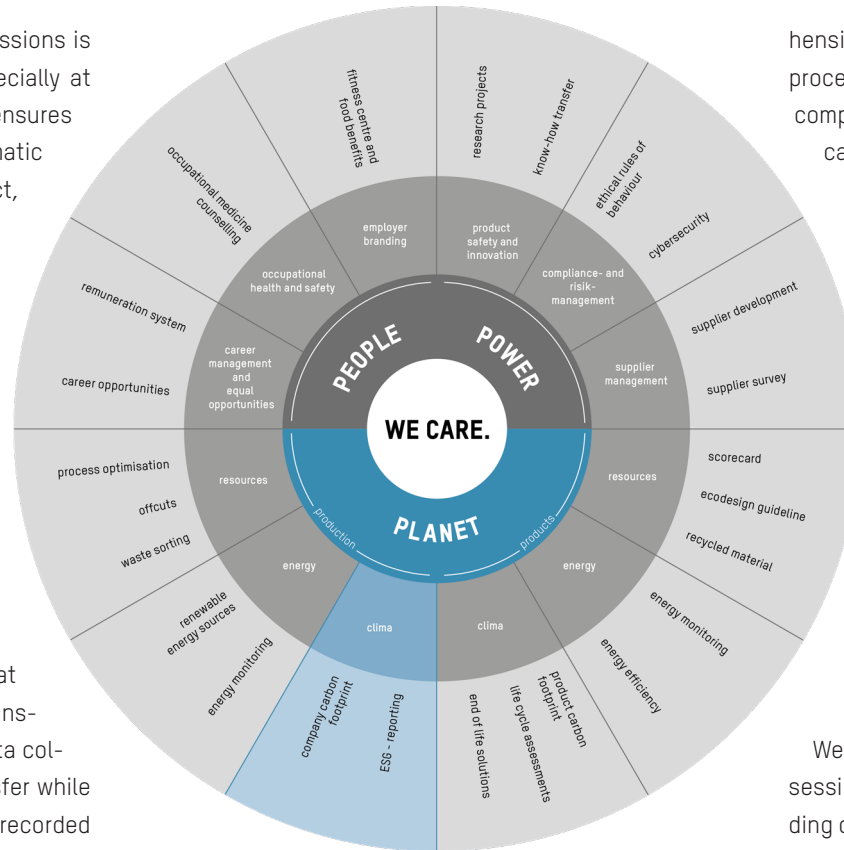 ssions is
ecially at
ensures
natic
ct,
at
ns-
ta col-
sfer while
recorded
hensi
proce
comp
ca
We
sessi
ding o
fitness centre and
food benefits
research projects
know-how transfer
occupational medicine
counselling
ethical rules of
behaviour
cybersecurity
employer
branding
product
safety and
innovation
occupational
health and safety
compliance- and
risik-
management
remuneration system
supplier development
career opportunities
career
management
and
equal
opportunities
supplier
management
supplier survey
PEOPLE
POWER
WE CARE.
PLANET
production
products
process optimisation
offcuts
waste sorting
resources
resources
scorecard
ecodesign guideline
recycled material
energy
energy
renewable
energy sources
energy monitoring
energy monitoring
energy efficiency
clima
clima
company carbon
footprint
ESG - reporting
end of life solutions
life cycle assessments
product carbon
footprint